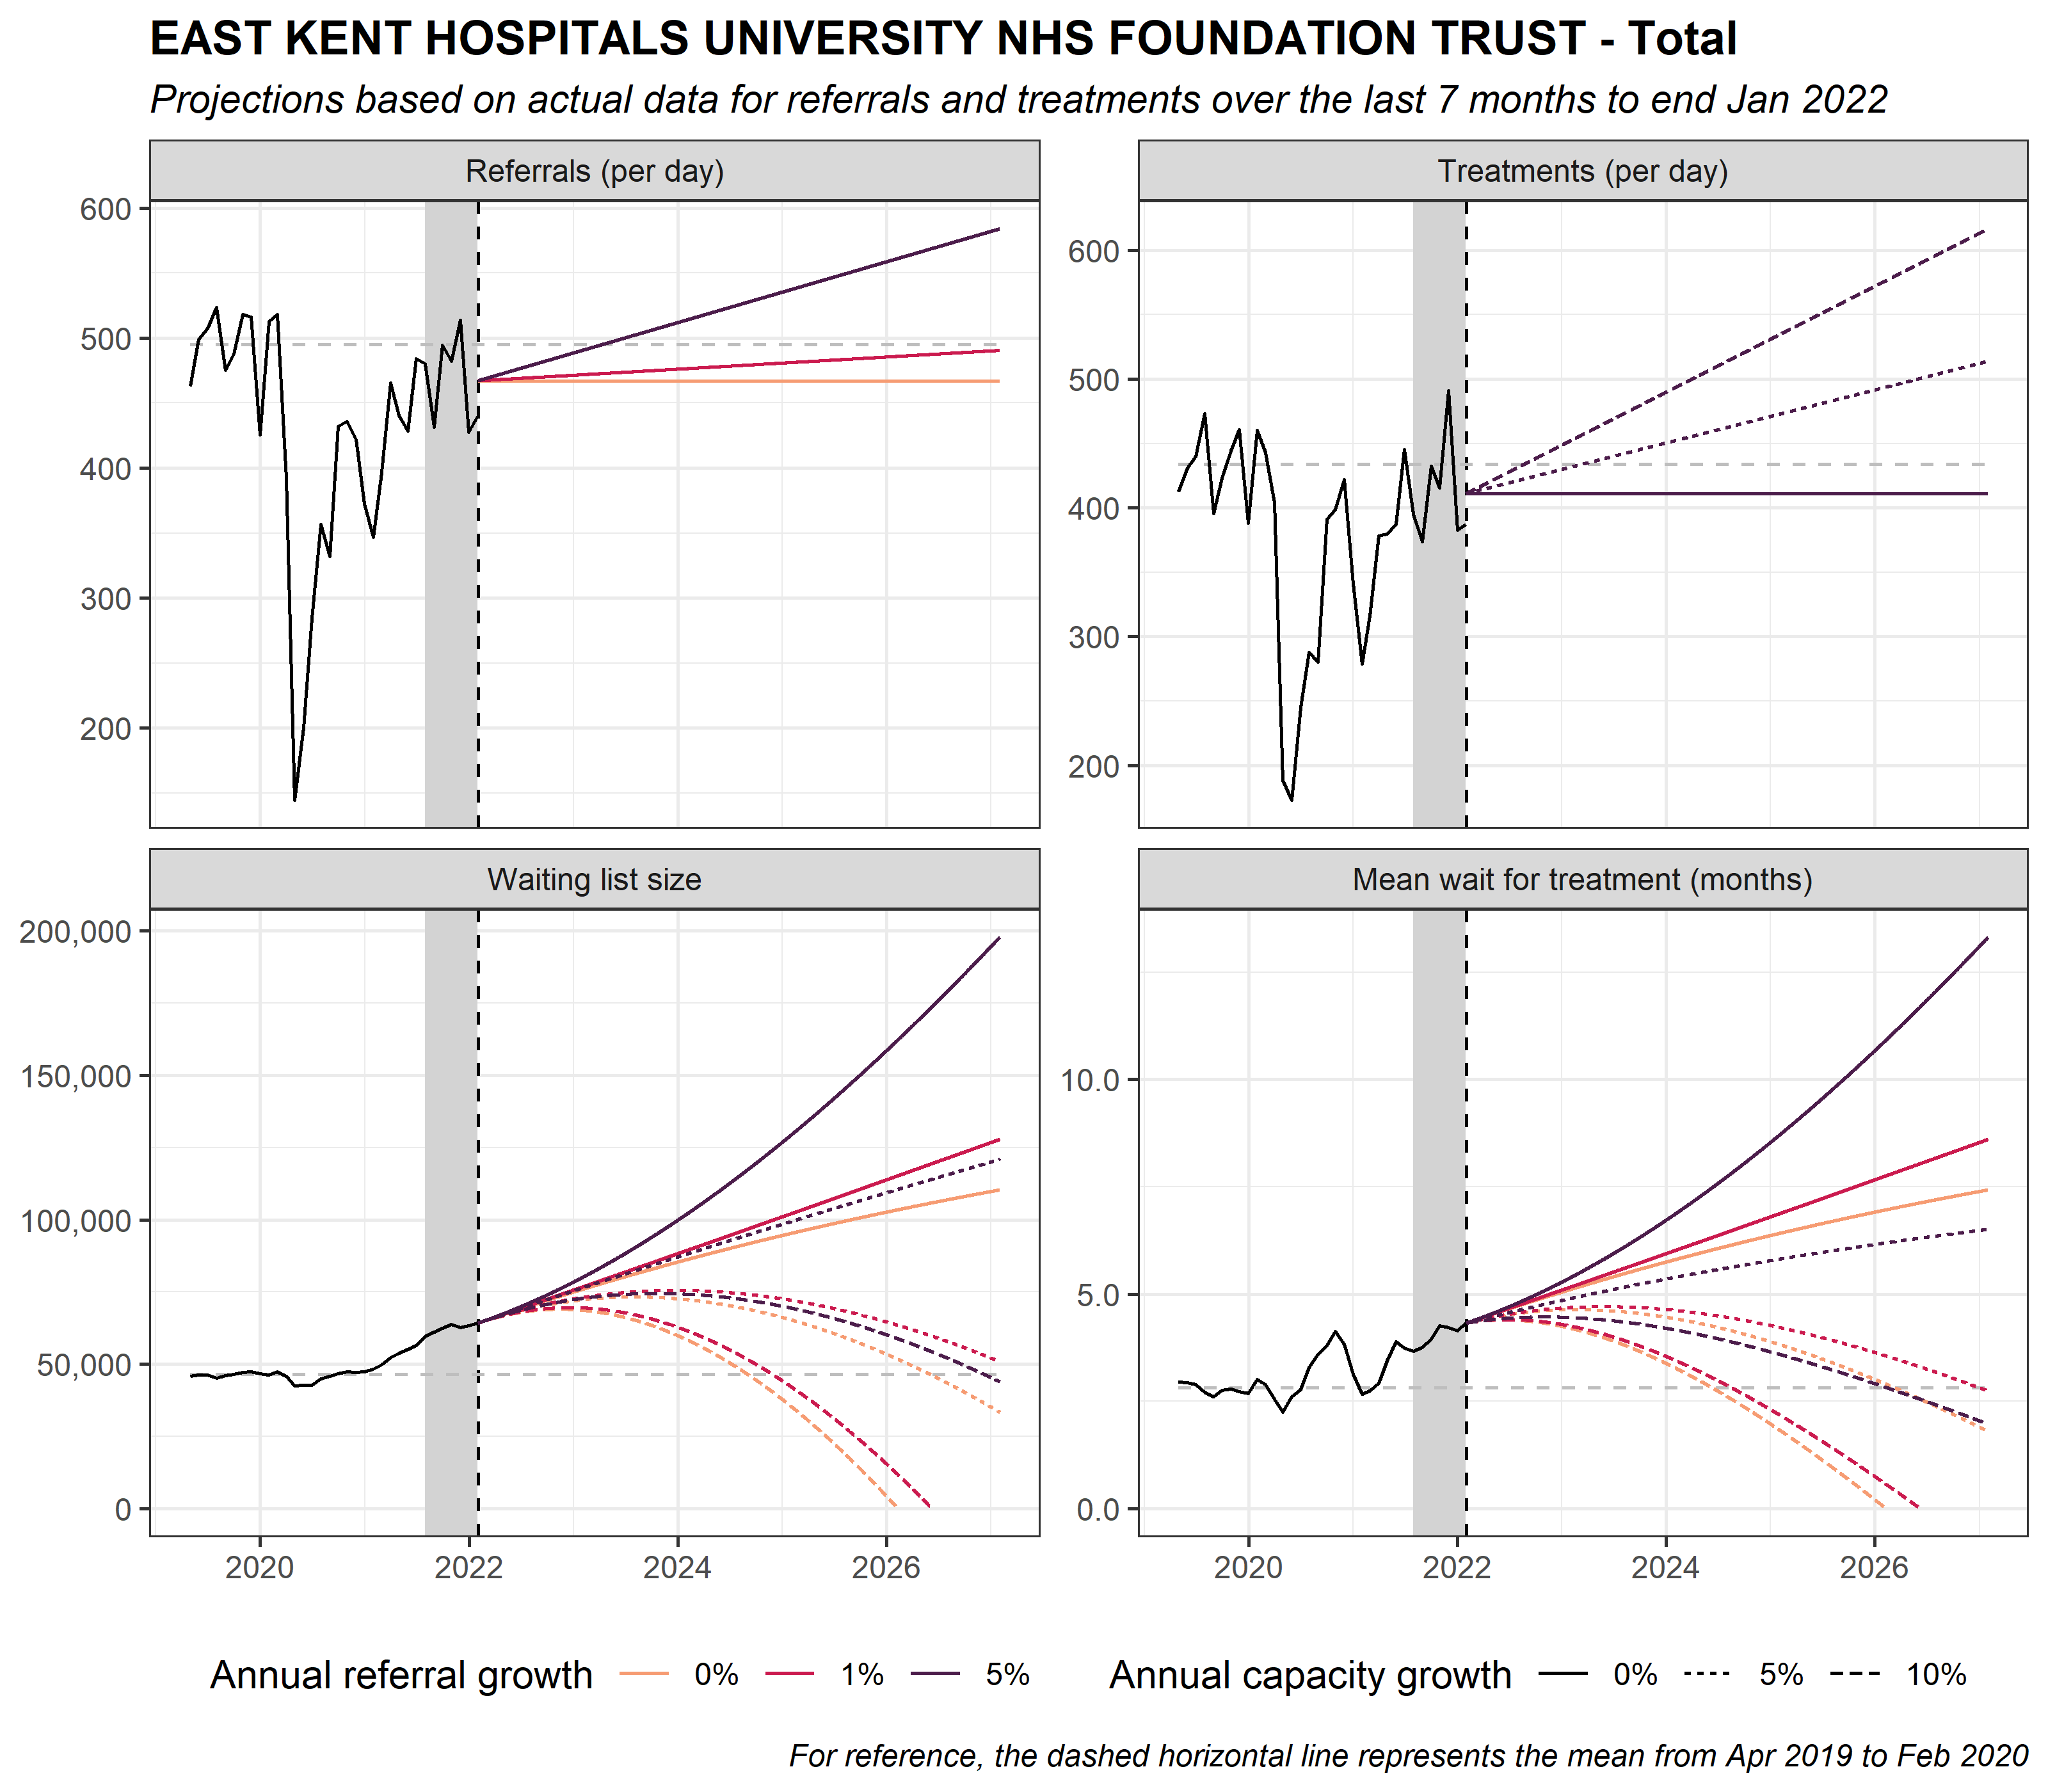 EAST KENT HOSPITALS UNIVERSITY NHS FOUNDATION TRUST - Total
Projections based on actual data for referrals and treatments over the last 7 months to end Jan 2022
Referrals (per day)
600
500
400
300
200
Treatments (per day)
600
500
400
300
200
Waiting list size
200,000
150,000
100,000
50,000
0
2020 2022 2024 2026
Mean wait for treatment (months)
10.0
5.0
0.0
2020 2022 2024 2026
Annual referral growth 0% 1% 5%
Annual capacity growth 0% 5% 10%
For reference, the dashed horizontal line represents the mean from Apr 2019 to Feb 2020